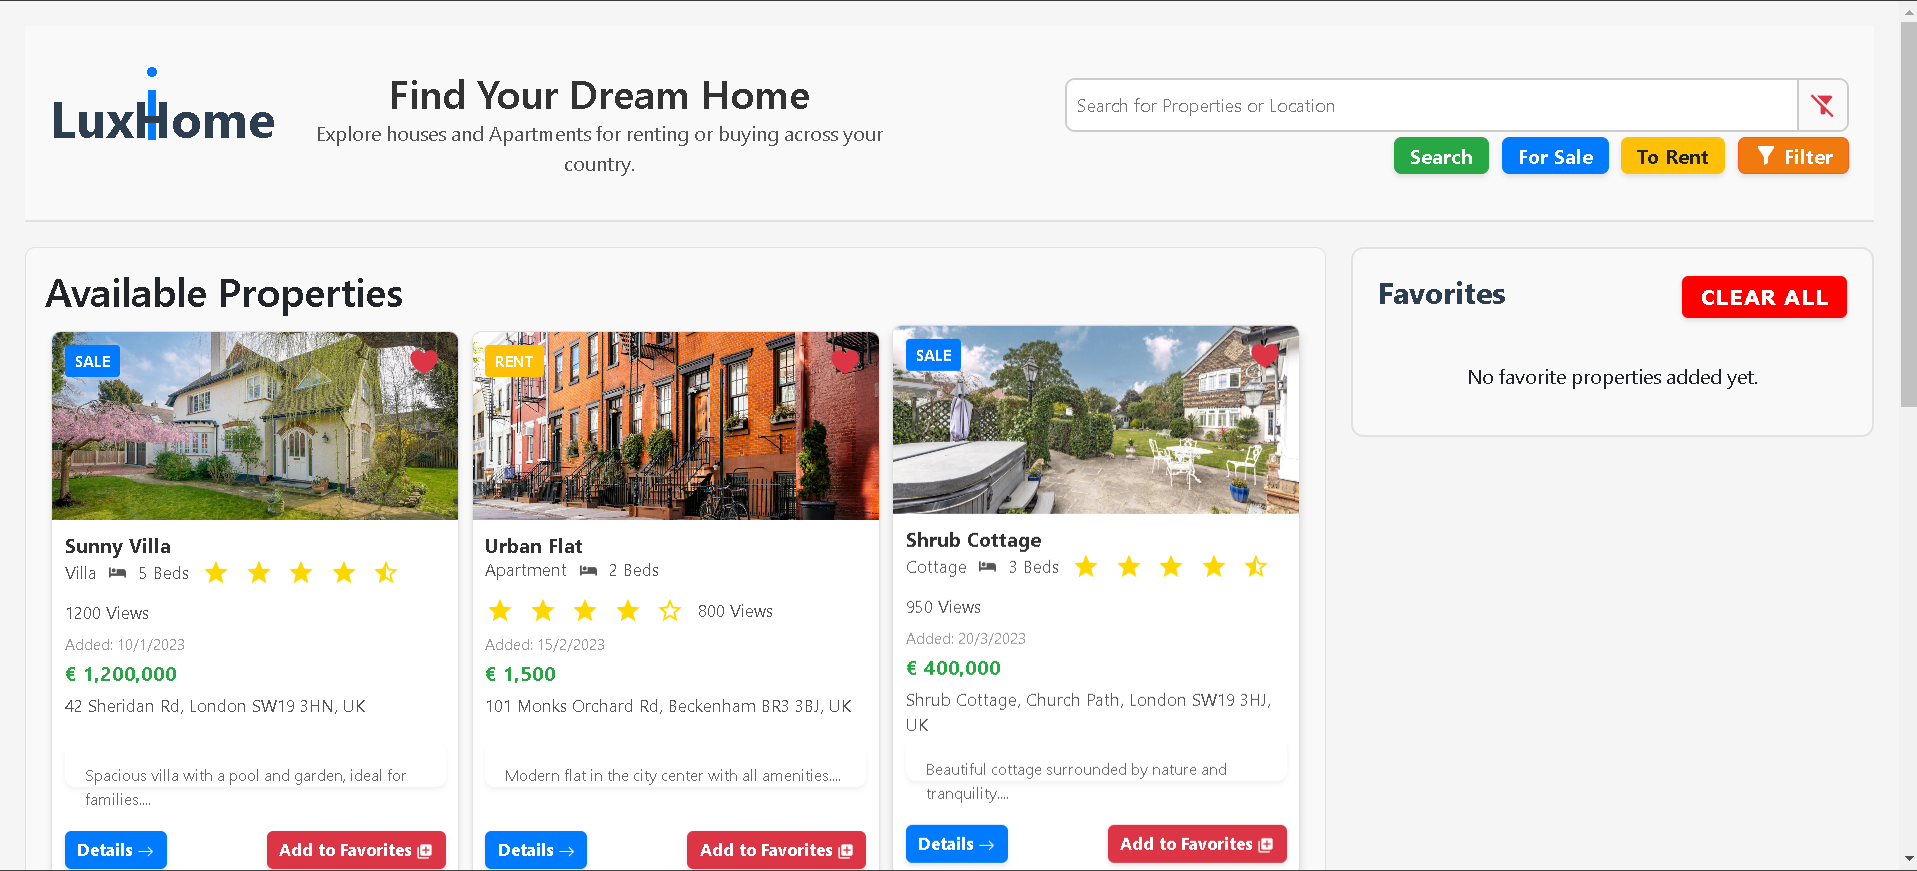 LuxHome
Find Your Dream Home
Explore houses and Apartments for renting or buying across your
country.
Search for Properties or Location
Search
For Sale
To Rent
Filter
Available Properties
SALE
Sunny Villa
Villa 5 Beds
1200 Views
Added: 10/1/2023
€ 1,200,000
42 Sheridan Rd, London SW19 3HN, UK
Spacious villa with a pool and garden, ideal for
families....
Details →
Add to Favorites
RENT
Urban Flat
Apartment 2 Beds
800 Views
Added: 15/2/2023
€ 1,500
101 Monks Orchard Rd, Beckenham BR3 3BJ, UK
Modern flat in the city center with all amenities....
Details →
Add to Favorites
SALE
Shrub Cottage
Cottage 3 Beds
950 Views
Added: 20/3/2023
€ 400,000
Shrub Cottage, Church Path, London SW19 3HJ,
UK
Beautiful cottage surrounded by nature and
tranquility....
Details →
Add to Favorites
Favorites
CLEAR ALL
No favorite properties added yet.